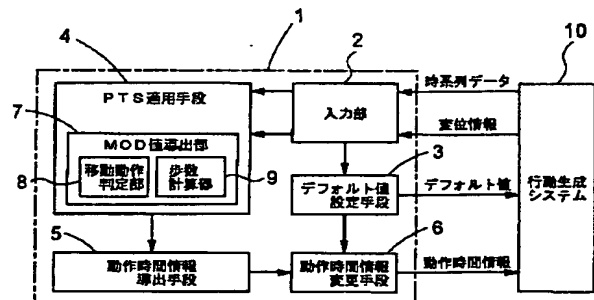 1
4
2
10
PTS適用手段
時系列データ
7
入力部
変位情報
MOD値導出部
3
8
移動動作
判定部
歩数
計算部
9
デフォルト値
設定手段
デフォルト値
行動生成
システム
5
6
動作時間情報
導出手段
動作時間情報
変更手段
動作時間情報